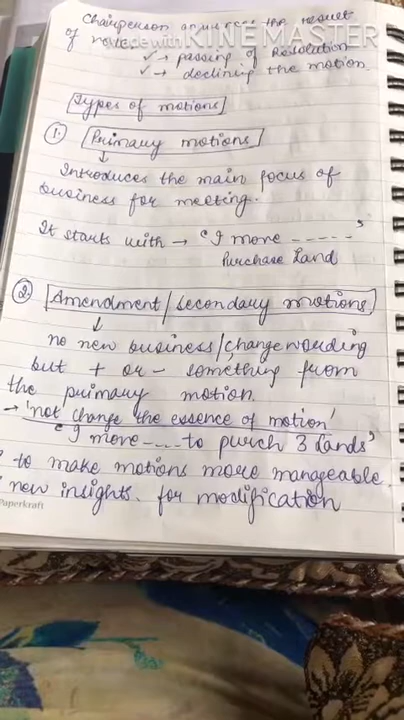 Chairperson announces the result
of votes.
Made with KINEMASTER
✓→ passing of Resolution
✓→ declining the motion.
Types of motions
① Primary motions
↓
Introduces the main focus of
business for meeting.
It starts with → "I move -----"
Purchase Land
② Amendment/secondary motions
↓
no new business/change wording
but + or - something from
the primary motion.
→ 'not change the essence of motion'
"I move ---- to purch 3 lands"
to make motions more manageable
new insights. for modification
Paperkraft